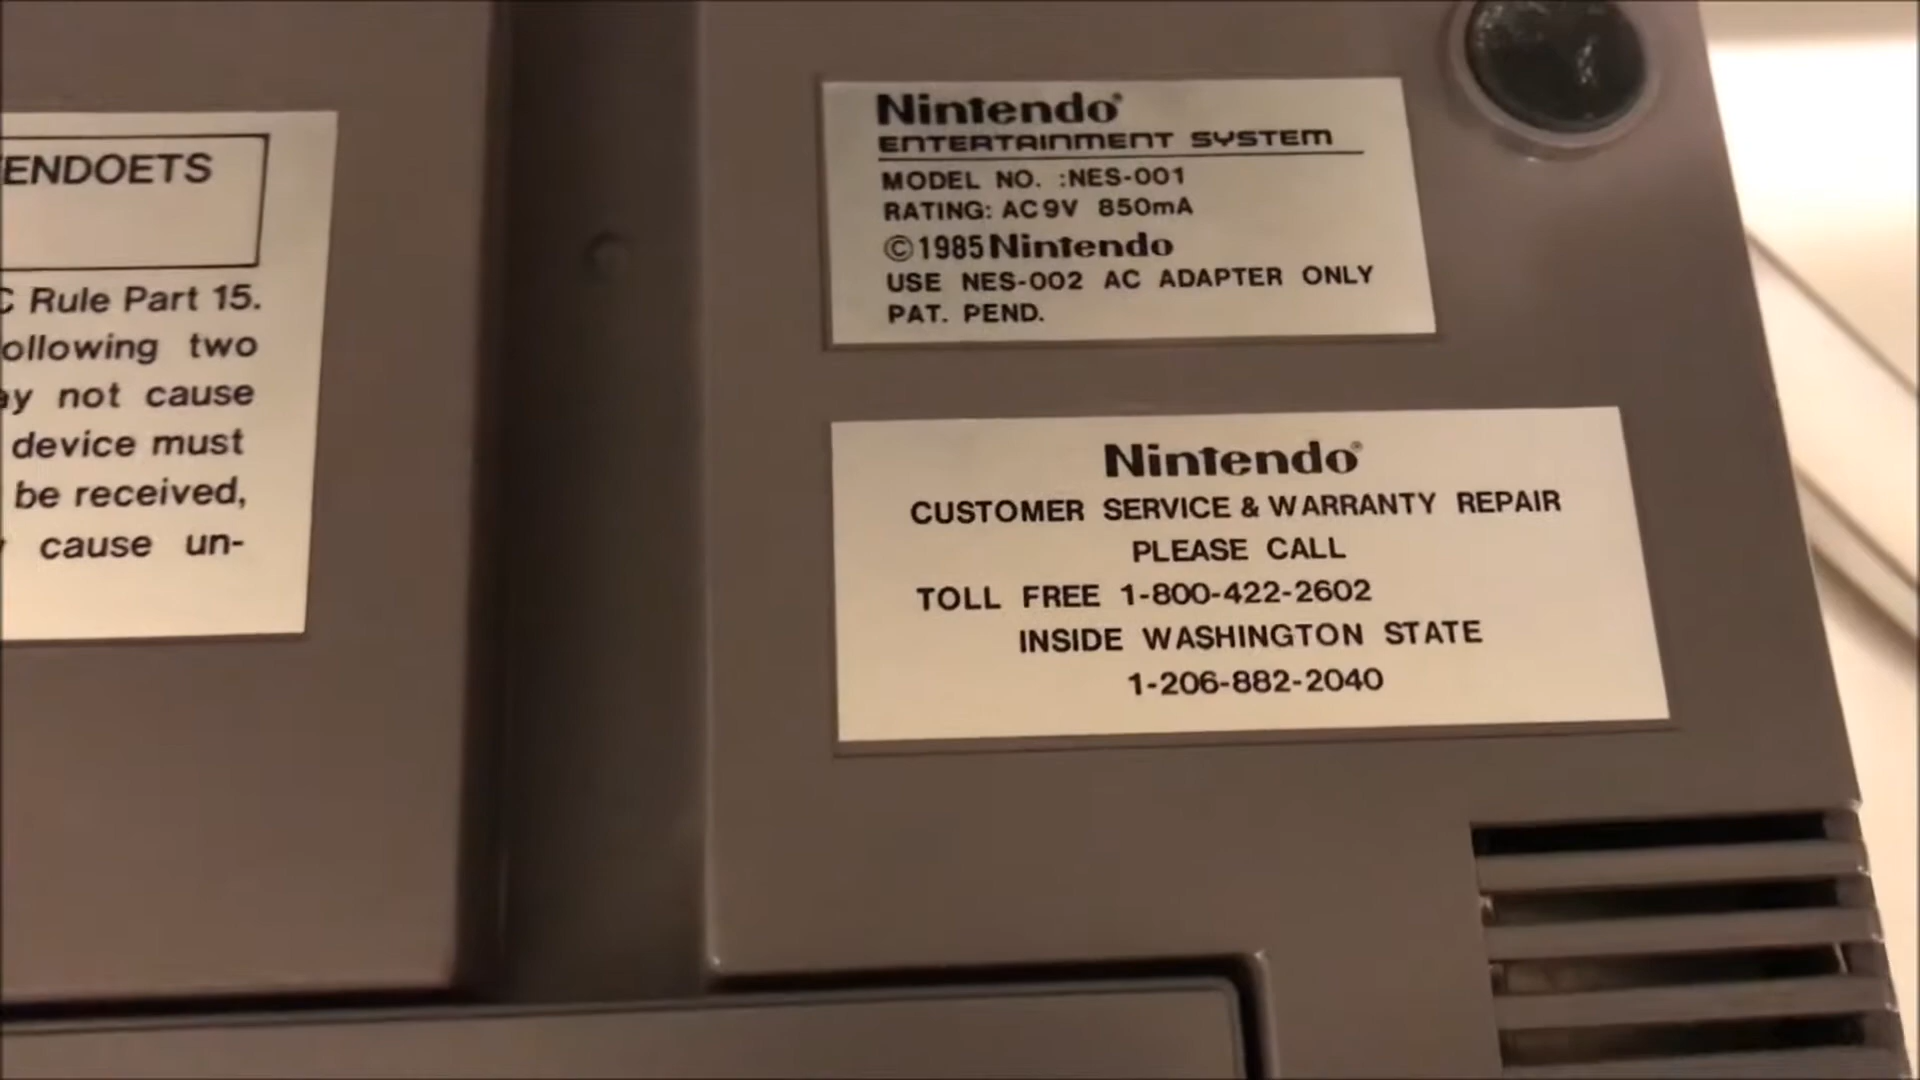 ENDOETS
Rule Part 15.
ollowing two
ay not cause
device must
be received,
cause un-
Nintendo®
ENTERTAINMENT SYSTEM
MODEL NO. :NES-001
RATING: AC9V 850mA
©1985 Nintendo
USE NES-002 AC ADAPTER ONLY
PAT. PEND.
Nintendo®
CUSTOMER SERVICE & WARRANTY REPAIR
PLEASE CALL
TOLL FREE 1-800-422-2602
INSIDE WASHINGTON STATE
1-206-882-2040